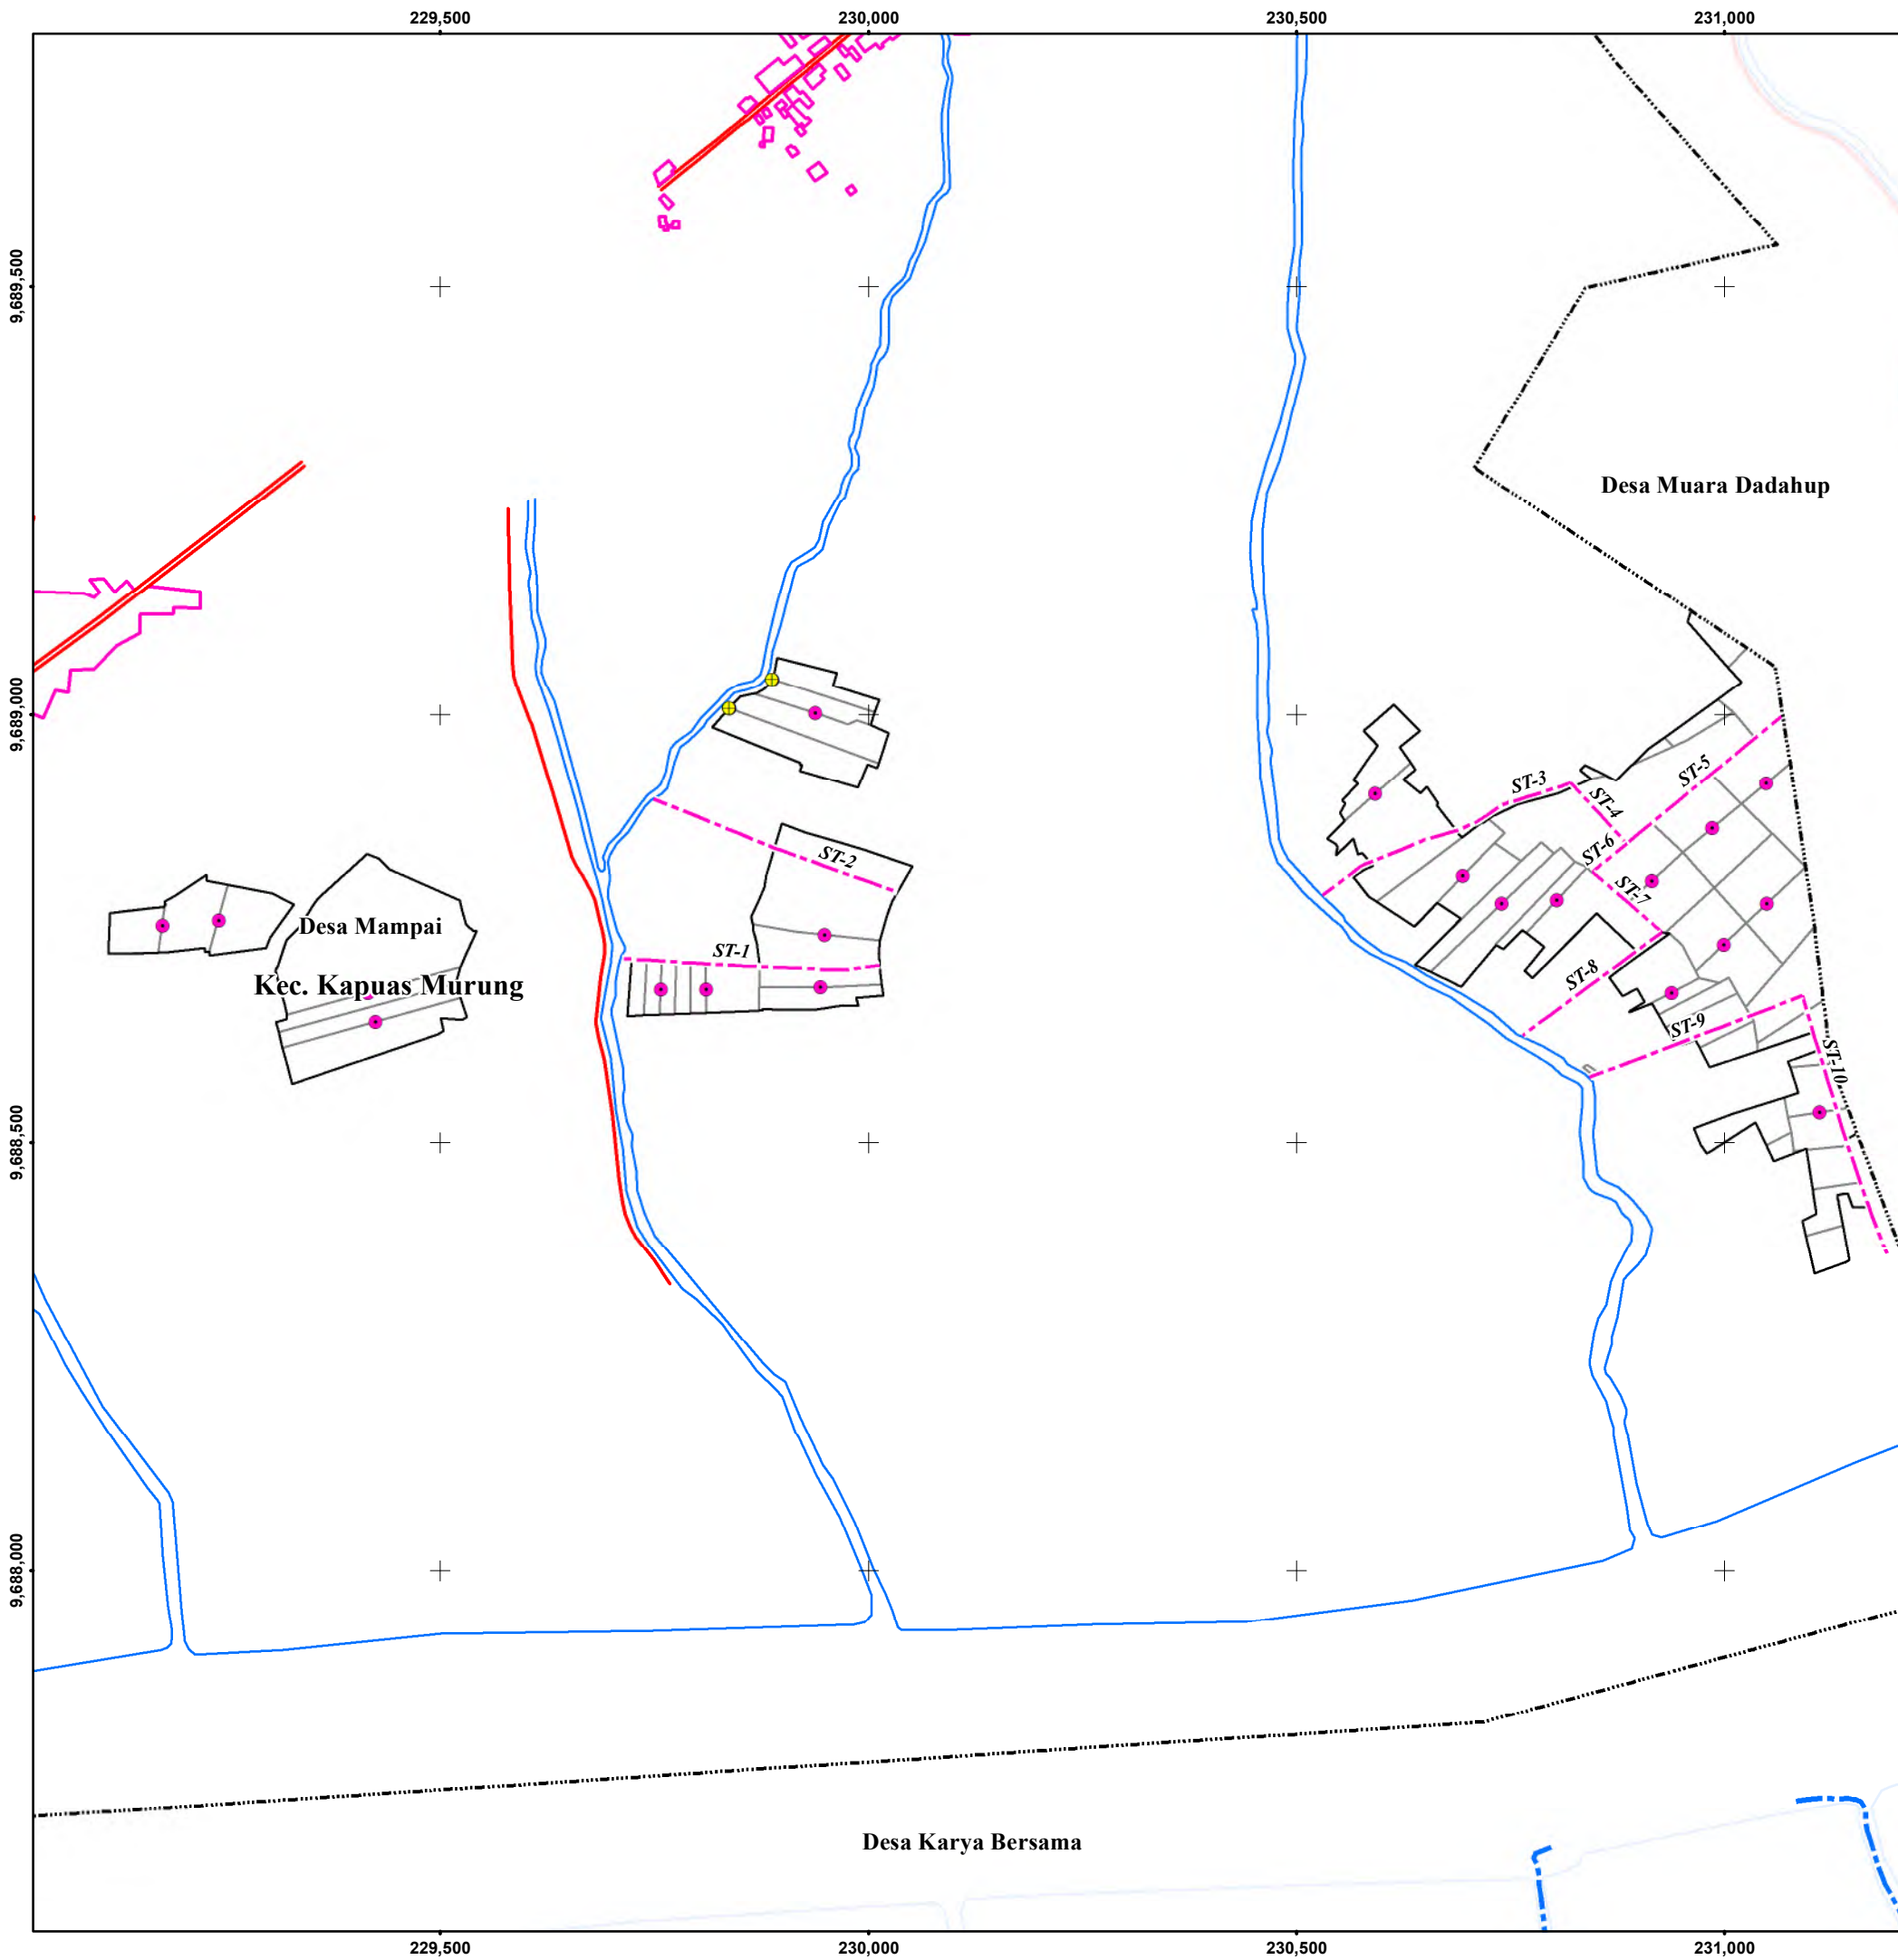 229,500
230,000
230,500
231,000
9,689,500
Desa Muara Dadahup
9,689,000
ST-5
ST-3
ST-4
ST-6
ST-2
ST-7
Desa Mampai
ST-1
ST-8
Kec. Kapuas Murung
ST-9
ST-10
9,688,500
9,688,000
Desa Karya Bersama
229,500
230,000
230,500
231,000